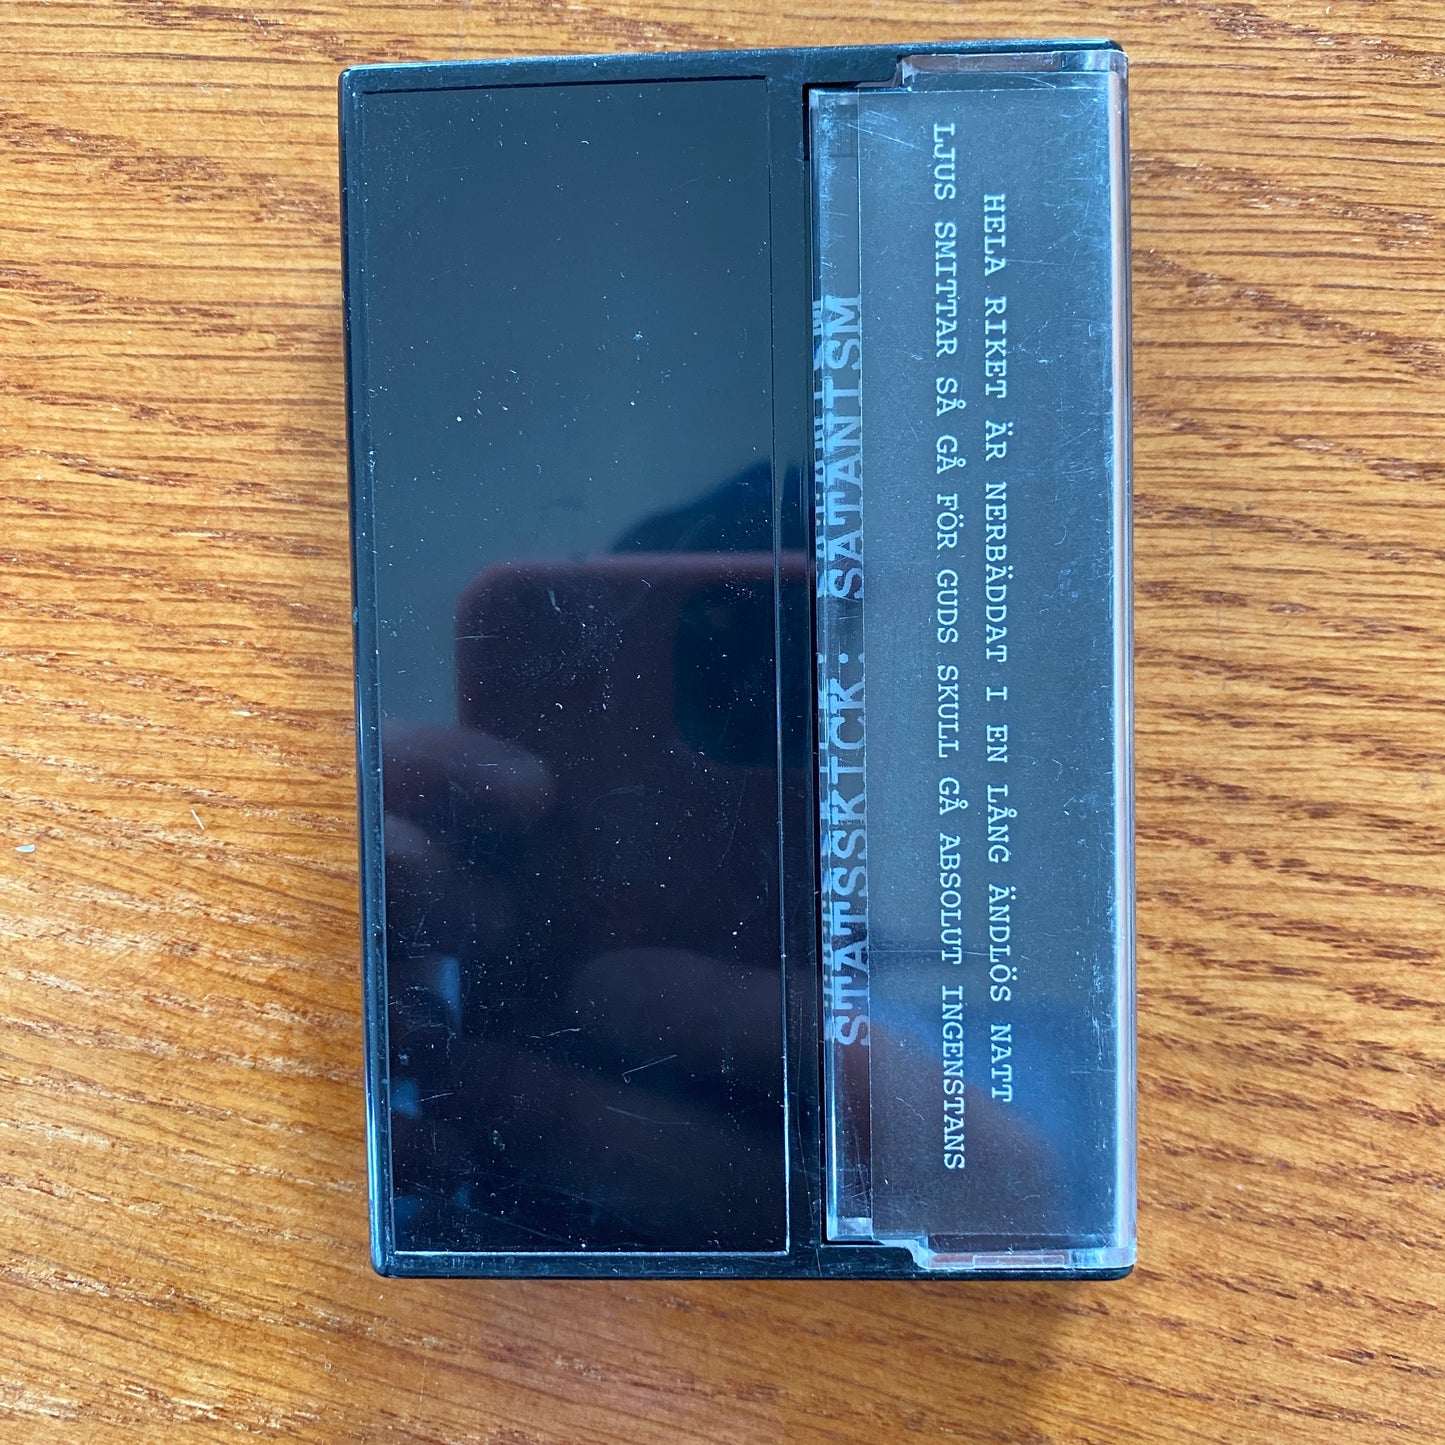 HELA RIKET ÄR NERBÄDDAT I EN LÅNG ÄNDLÖS NATT
LJUS SMITTAR SÅ GÅ FÖR GUDS SKULL GÅ ABSOLUT INGENSTANS
STATSSKICK: SATANISM